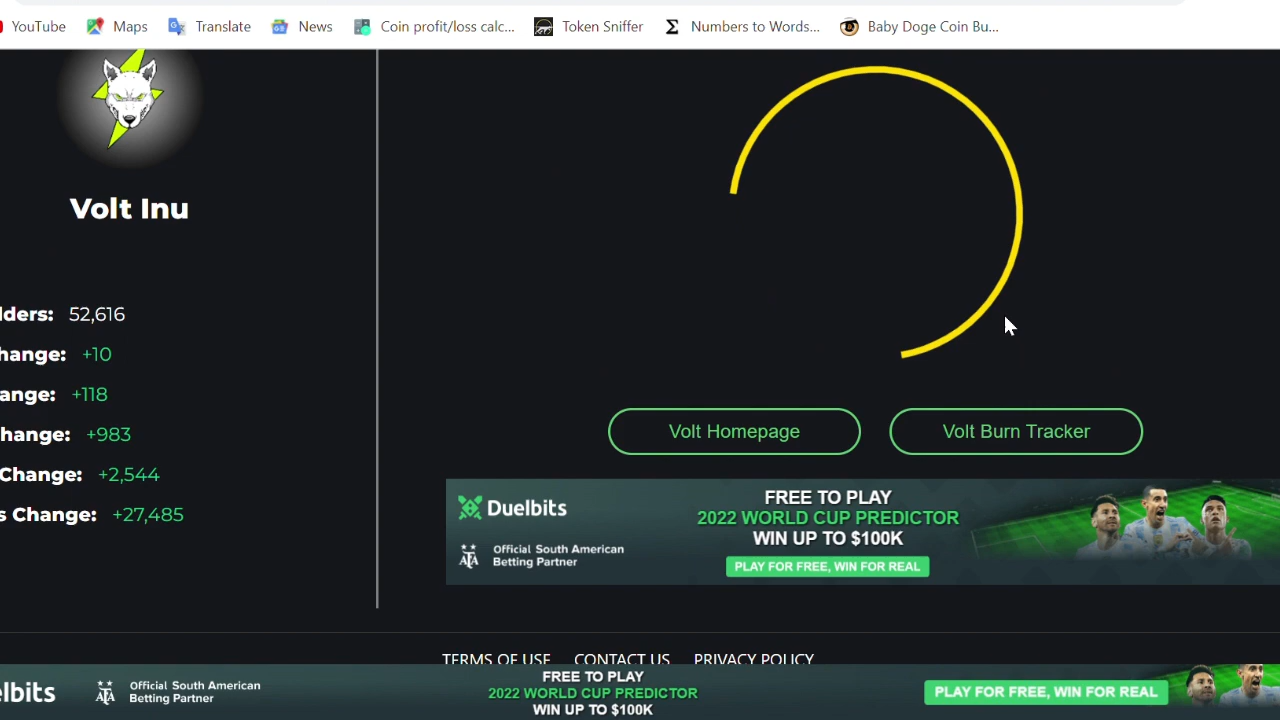 YouTube Maps Translate News Coin profit/loss calc... Token Sniffer Numbers to Words... Baby Doge Coin Bu...
Volt Inu
lders: 52,616
hange: +10
ange: +118
hange: +983
Change: +2,544
s Change: +27,485
Volt Homepage
Volt Burn Tracker
Duelbits
AFA Official South American
Betting Partner
FREE TO PLAY
2022 WORLD CUP PREDICTOR
WIN UP TO $100K
PLAY FOR FREE, WIN FOR REAL
TERMS OF USE CONTACT US PRIVACY POLICY
elbits
AFA Official South American
Betting Partner
FREE TO PLAY
2022 WORLD CUP PREDICTOR
WIN UP TO $100K
PLAY FOR FREE, WIN FOR REAL